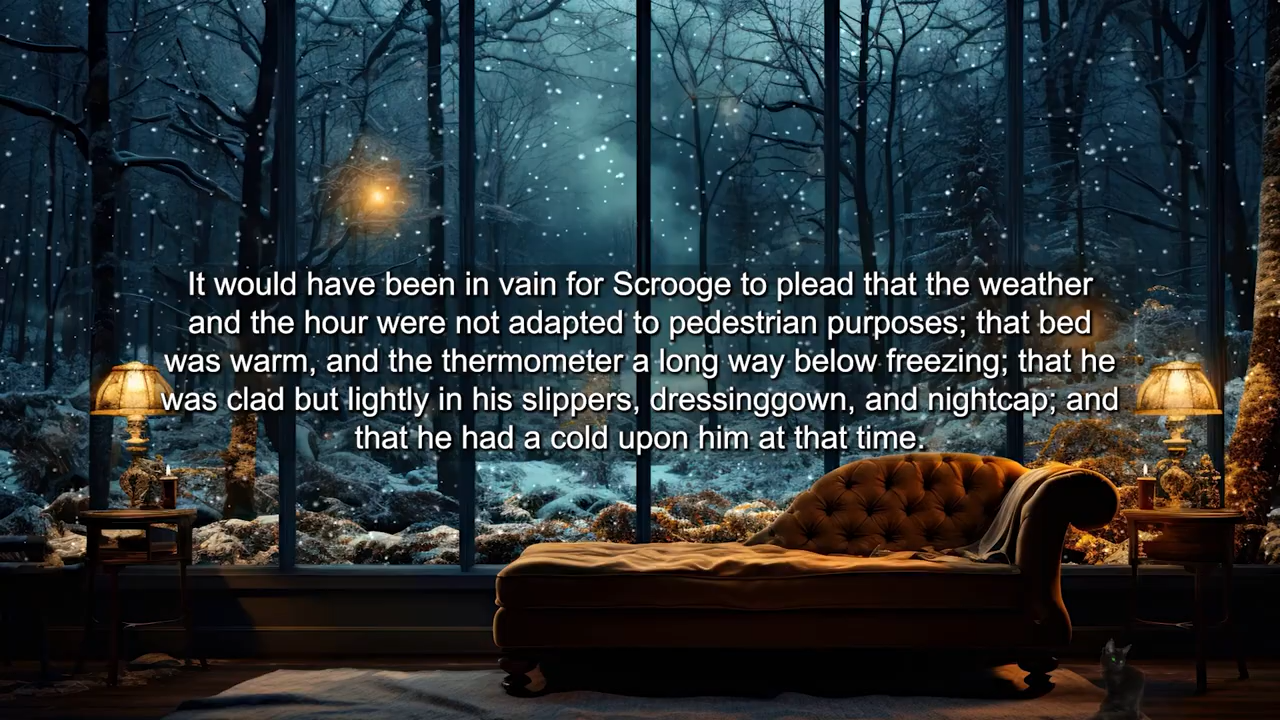 It would have been in vain for Scrooge to plead that the weather
and the hour were not adapted to pedestrian purposes; that bed
was warm, and the thermometer a long way below freezing; that he
was clad but lightly in his slippers, dressinggown, and nightcap; and
that he had a cold upon him at that time.